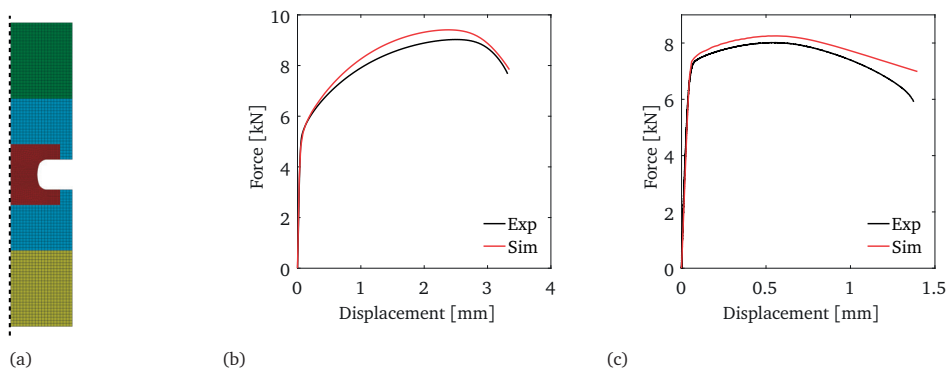 10
8
6
4
2
0
0 1 2 3 4
Force [kN]
Displacement [mm]
Exp
Sim
8
6
4
2
0
0 0.5 1 1.5
Force [kN]
Displacement [mm]
Exp
Sim
(a) (b) (c)